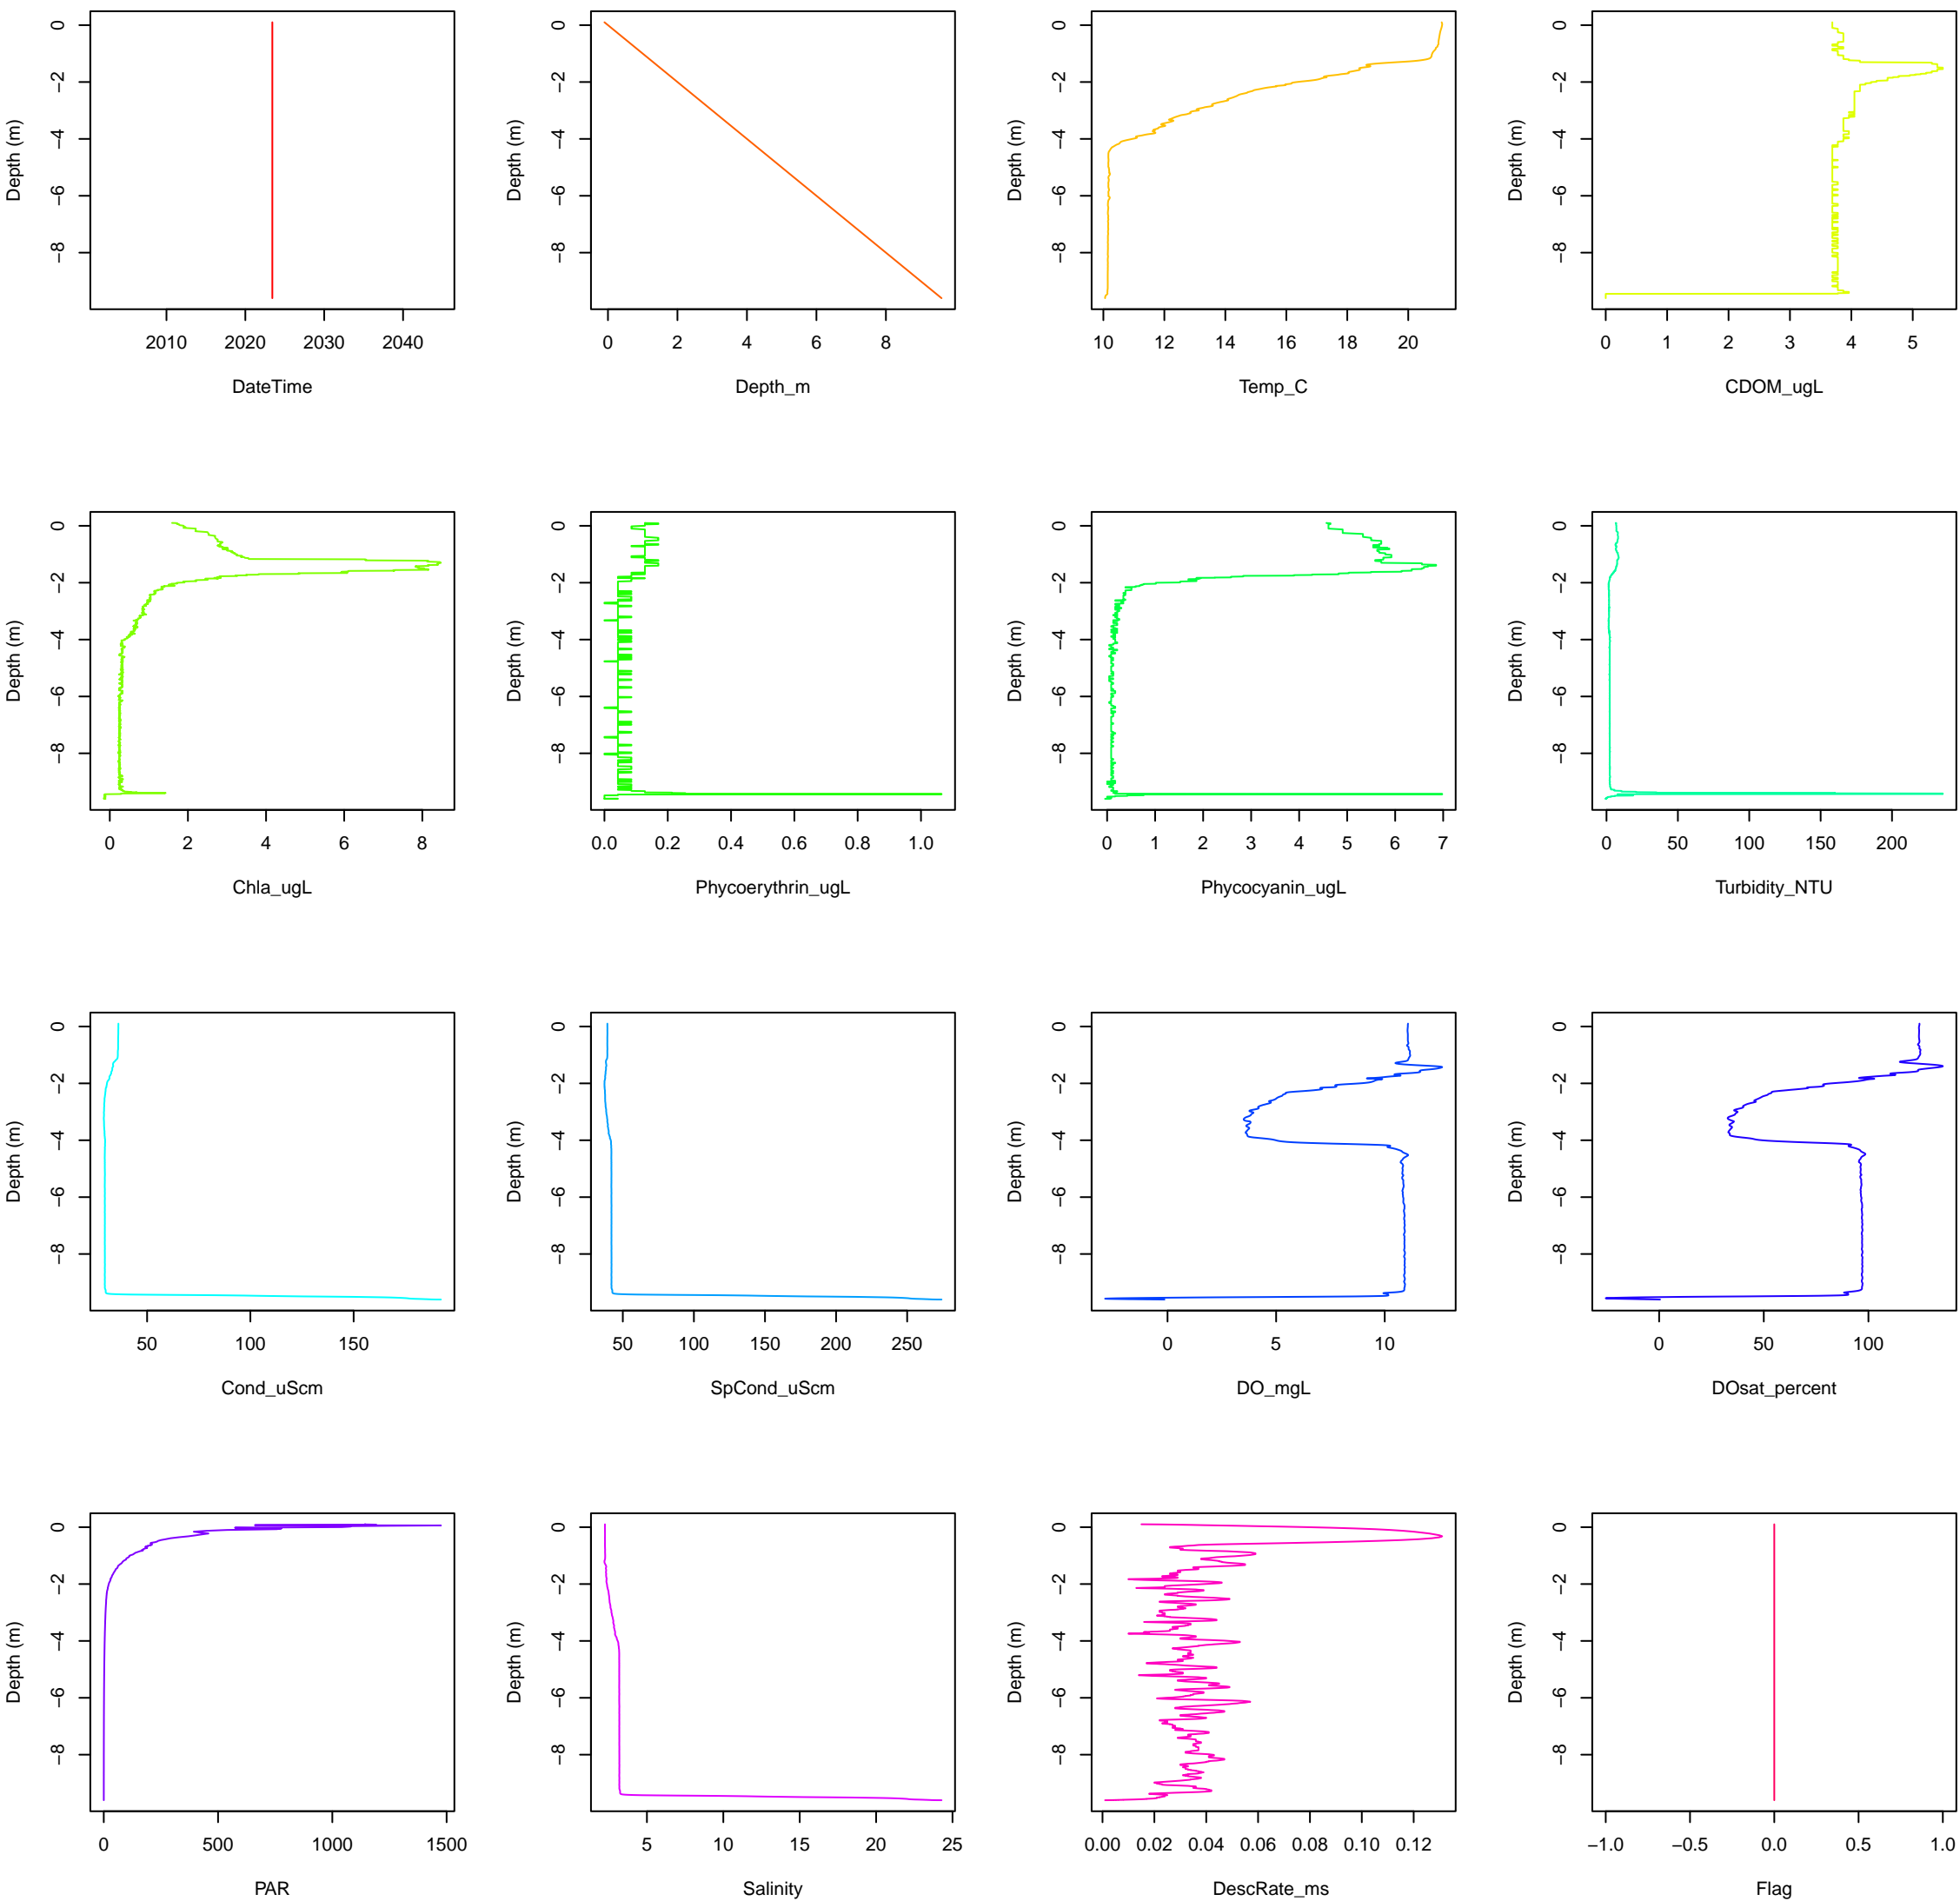 Depth (m)
0
−2
−4
−6
−8
2010 2020 2030 2040
DateTime
Depth (m)
0
−2
−4
−6
−8
0 2 4 6 8
Depth_m
Depth (m)
0
−2
−4
−6
−8
10 12 14 16 18 20
Temp_C
Depth (m)
0
−2
−4
−6
−8
0 1 2 3 4 5
CDOM_ugL
Depth (m)
0
−2
−4
−6
−8
0 2 4 6 8
Chla_ugL
Depth (m)
0
−2
−4
−6
−8
0.0 0.2 0.4 0.6 0.8 1.0
Phycoerythrin_ugL
Depth (m)
0
−2
−4
−6
−8
0 1 2 3 4 5 6 7
Phycocyanin_ugL
Depth (m)
0
−2
−4
−6
−8
0 50 100 150 200
Turbidity_NTU
Depth (m)
0
−2
−4
−6
−8
50 100 150
Cond_uScm
Depth (m)
0
−2
−4
−6
−8
50 100 150 200 250
SpCond_uScm
Depth (m)
0
−2
−4
−6
−8
0 5 10
DO_mgL
Depth (m)
0
−2
−4
−6
−8
0 50 100
DOsat_percent
Depth (m)
0
−2
−4
−6
−8
0 500 1000 1500
PAR
Depth (m)
0
−2
−4
−6
−8
5 10 15 20 25
Salinity
Depth (m)
0
−2
−4
−6
−8
0.00 0.02 0.04 0.06 0.08 0.10 0.12
DescRate_ms
Depth (m)
0
−2
−4
−6
−8
−1.0 −0.5 0.0 0.5 1.0
Flag